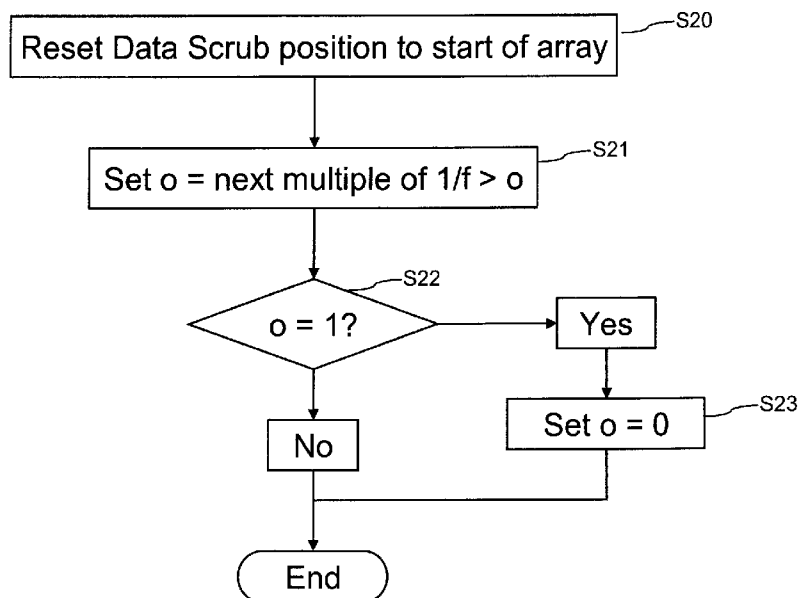 S20
Reset Data Scrub position to start of array
S21
Set o = next multiple of 1/f > o
S22
o = 1?
Yes
S23
Set o = 0
No
End